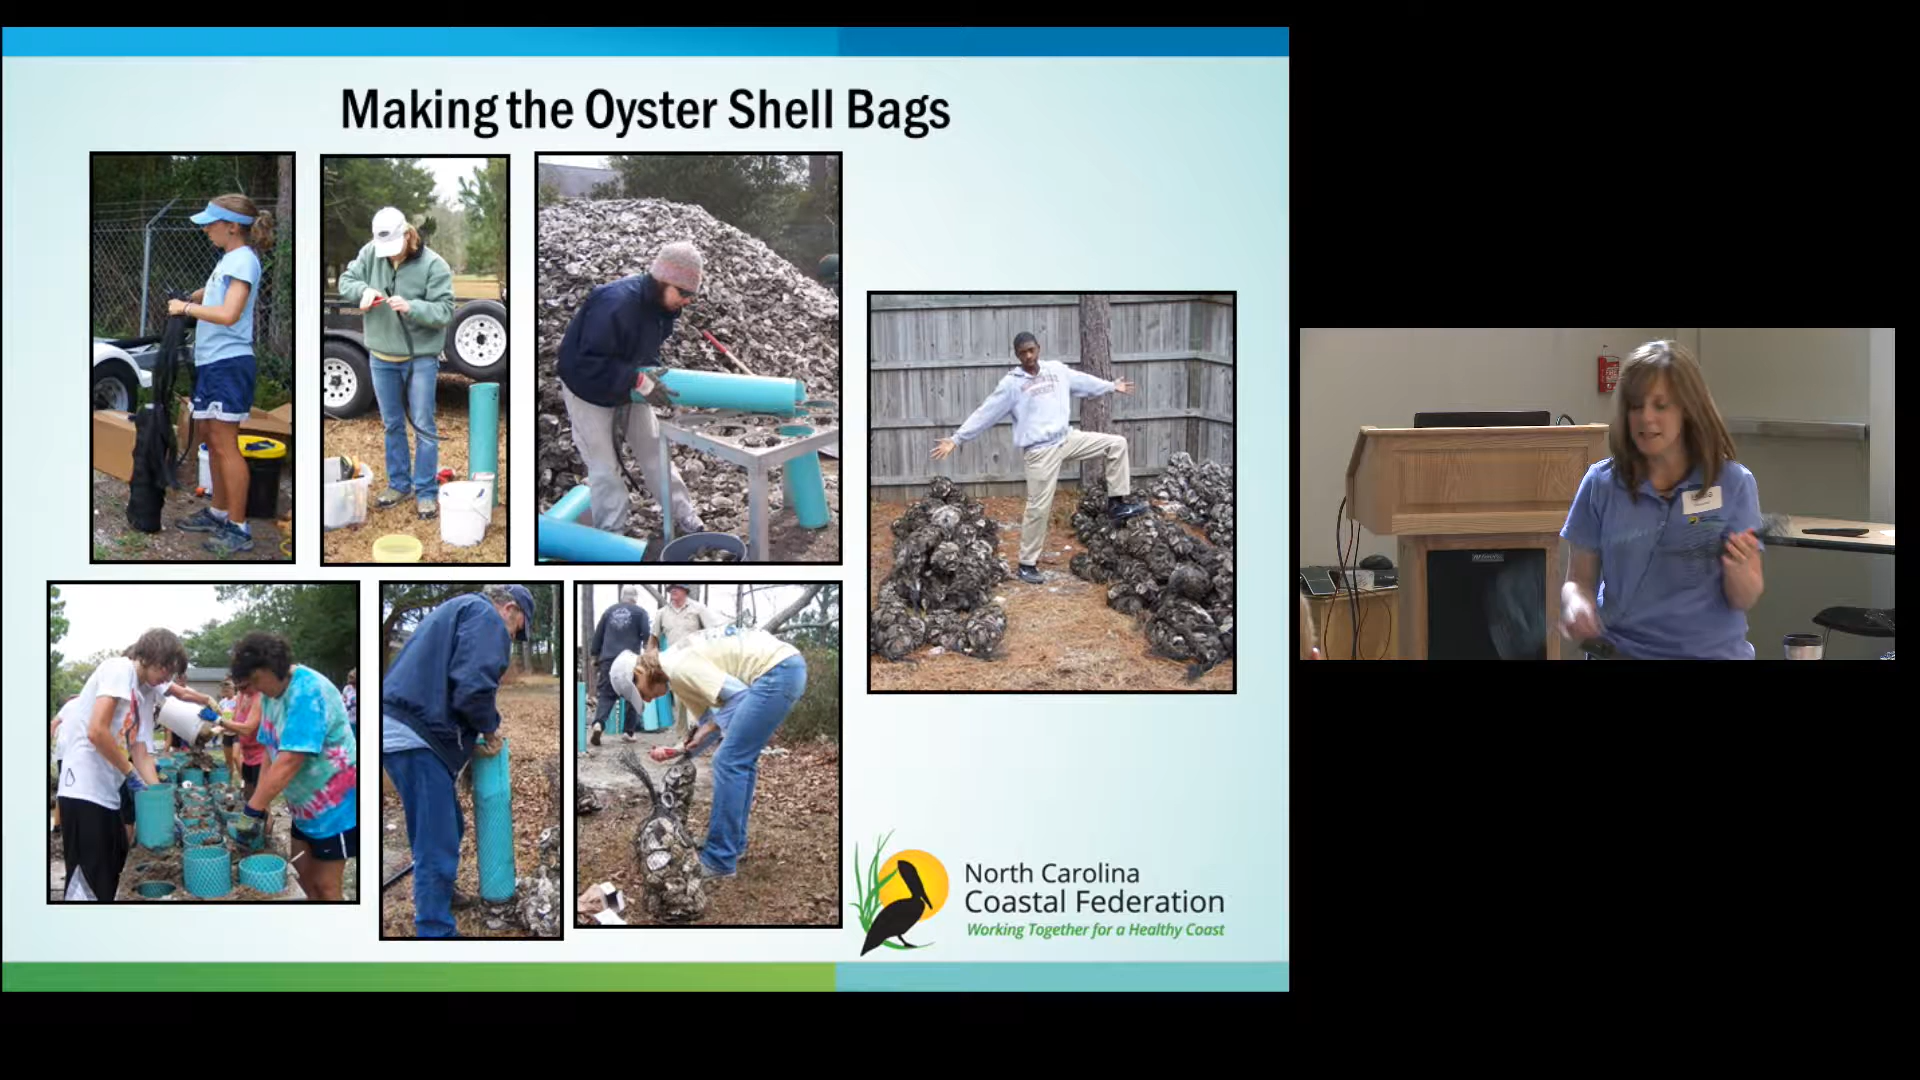 Making the Oyster Shell Bags
North Carolina
Coastal Federation
Working Together for a Healthy Coast